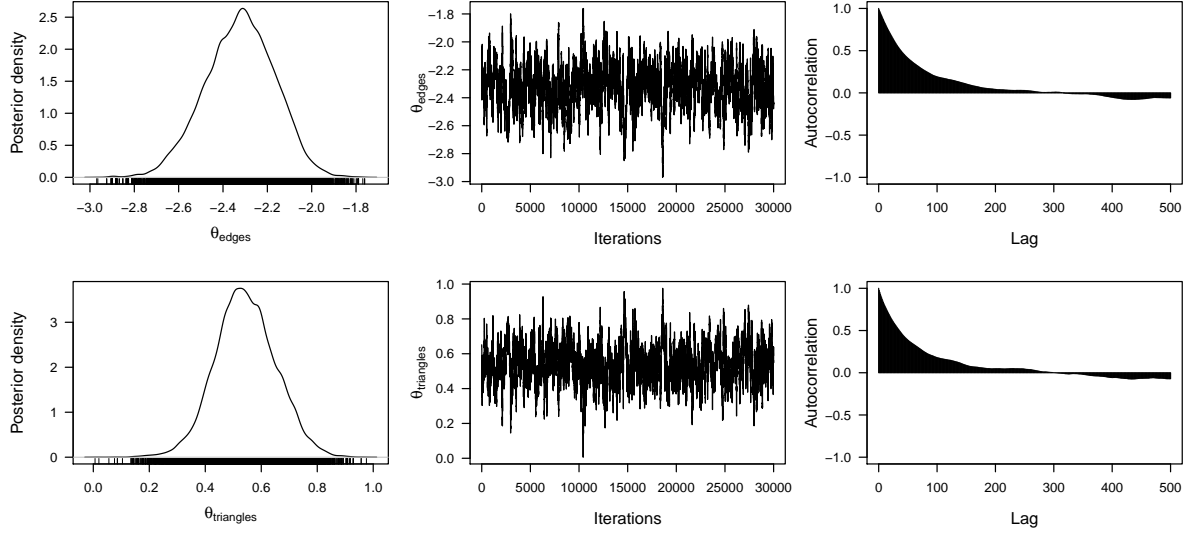 Posterior density
2.5
2.0
1.5
1.0
0.5
0.0
−3.0 −2.8 −2.6 −2.4 −2.2 −2.0 −1.8
θedges
θedges
−1.8
−2.0
−2.2
−2.4
−2.6
−2.8
−3.0
0 5000 10000 15000 20000 25000 30000
Iterations
Autocorrelation
1.0
0.5
0.0
−0.5
−1.0
0 100 200 300 400 500
Lag
Posterior density
3
2
1
0
0.0 0.2 0.4 0.6 0.8 1.0
θtriangles
θtriangles
1.0
0.8
0.6
0.4
0.2
0.0
0 5000 10000 15000 20000 25000 30000
Iterations
Autocorrelation
1.0
0.5
0.0
−0.5
−1.0
0 100 200 300 400 500
Lag